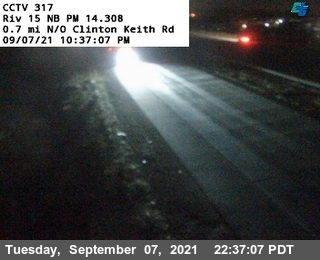 CCTV 317
Riv 15 NB PM 14.308
0.7 mi N/O Clinton Keith Rd
09/07/21 10:37:07 PM
Tuesday, September 07, 2021 22:37:07 PDT